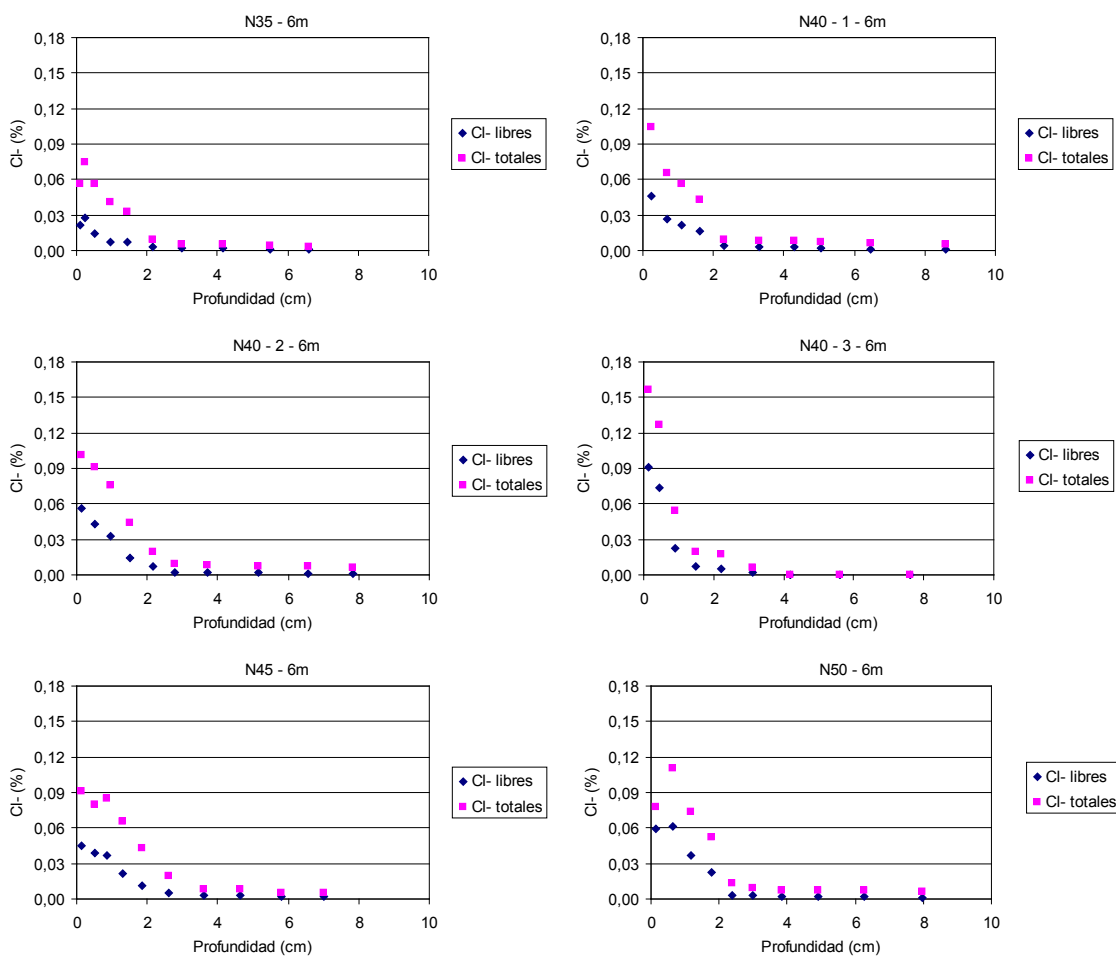 N35 - 6m
0,18
0,15
0,12
0,09
0,06
0,03
0,00
0 2 4 6 8 10
Cl- (%)
Profundidad (cm)
Cl- libres
Cl- totales
N40 - 1 - 6m
0,18
0,15
0,12
0,09
0,06
0,03
0,00
0 2 4 6 8 10
Cl- (%)
Profundidad (cm)
Cl- libres
Cl- totales
N40 - 2 - 6m
0,18
0,15
0,12
0,09
0,06
0,03
0,00
0 2 4 6 8 10
Cl- (%)
Profundidad (cm)
Cl- libres
Cl- totales
N40 - 3 - 6m
0,18
0,15
0,12
0,09
0,06
0,03
0,00
0 2 4 6 8 10
Cl- (%)
Profundidad (cm)
Cl- libres
Cl- totales
N45 - 6m
0,18
0,15
0,12
0,09
0,06
0,03
0,00
0 2 4 6 8 10
Cl- (%)
Profundidad (cm)
Cl- libres
Cl- totales
N50 - 6m
0,18
0,15
0,12
0,09
0,06
0,03
0,00
0 2 4 6 8 10
Cl- (%)
Profundidad (cm)
Cl- libres
Cl- totales